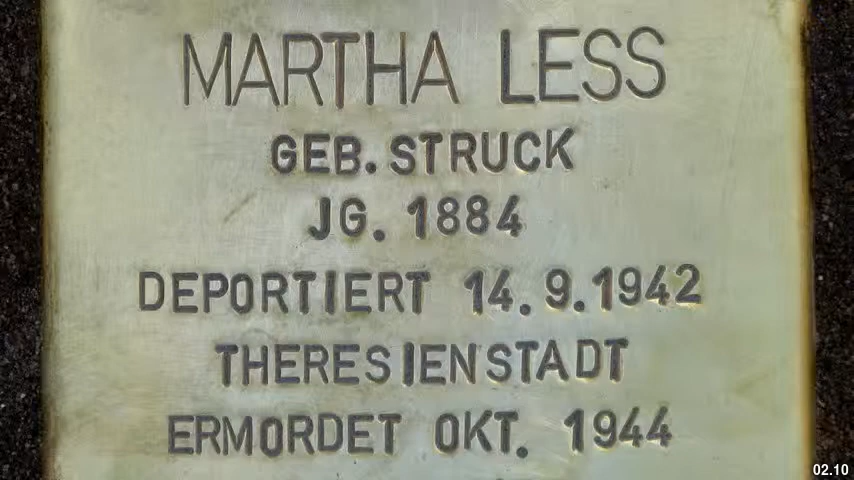 MARTHA LESS
GEB. STRUCK
JG. 1884
DEPORTIERT 14.9.1942
THERESIENSTADT
ERMORDET OKT. 1944
02.10